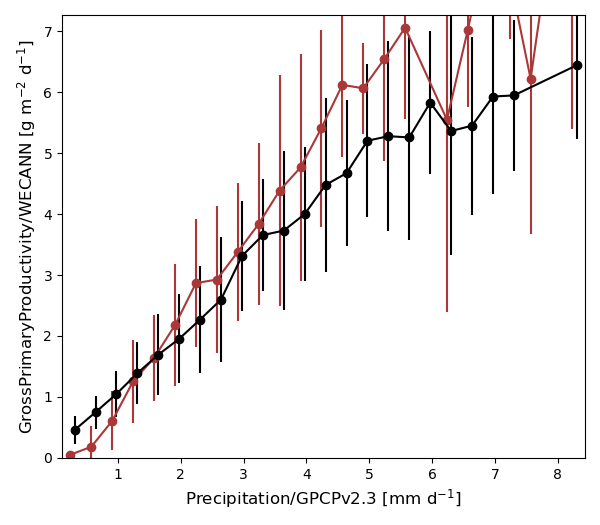 7
6
5
4
3
2
1
0
GrossPrimaryProductivity/WECANN [g m⁻² d⁻¹]
1 2 3 4 5 6 7 8
Precipitation/GPCPv2.3 [mm d⁻¹]